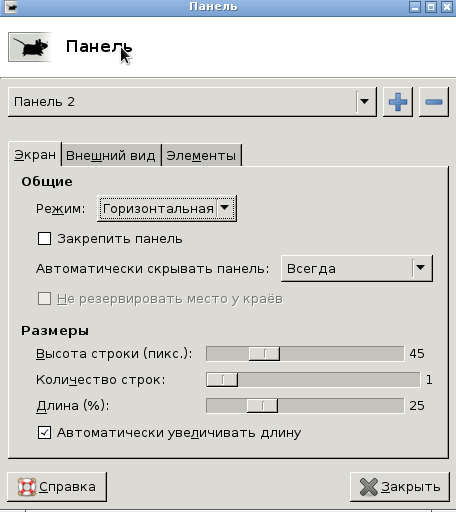 Панель
Панель
Панель 2
Экран Внешний вид Элементы
Общие
Режим: Горизонтальная
Закрепить панель
Автоматически скрывать панель: Всегда
Не резервировать место у краёв
Размеры
Высота строки (пикс.): 45
Количество строк: 1
Длина (%): 25
Автоматически увеличивать длину
Справка Закрыть